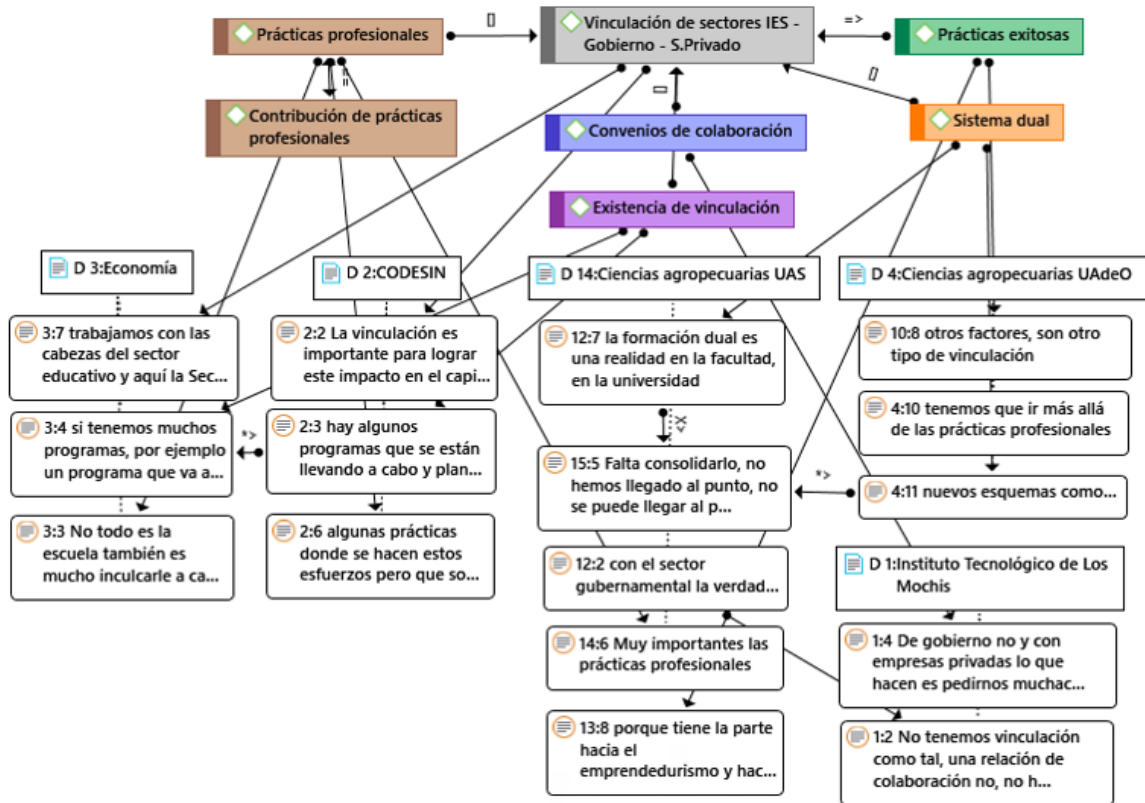 Prácticas profesionales
[]
Vinculación de sectores IES -
Gobierno - S.Privado
=>
Prácticas exitosas
==
Contribución de prácticas
profesionales
[]
Convenios de colaboración
[]
Sistema dual
Existencia de vinculación
D 3:Economía
D 2:CODESIN
D 14:Ciencias agropecuarias UAS
D 4:Ciencias agropecuarias UAdeO
3:7 trabajamos con las
cabezas del sector
educativo y aquí la Sec...
2:2 La vinculación es
importante para lograr
este impacto en el capi...
12:7 la formación dual es
una realidad en la facultad,
en la universidad
10:8 otros factores, son otro
tipo de vinculación
3:4 si tenemos muchos
programas, por ejemplo
un programa que va a...
*>
2:3 hay algunos
programas que se están
llevando a cabo y plan...
4:10 tenemos que ir más allá
de las prácticas profesionales
15:5 Falta consolidarlo, no
hemos llegado al punto, no
se puede llegar al p...
*>
4:11 nuevos esquemas como...
3:3 No todo es la
escuela también es
mucho inculcarle a ca...
2:6 algunas prácticas
donde se hacen estos
esfuerzos pero que so...
12:2 con el sector
gubernamental la verdad...
D 1:Instituto Tecnológico de Los
Mochis
14:6 Muy importantes las
prácticas profesionales
1:4 De gobierno no y con
empresas privadas lo que
hacen es pedirnos muchac...
13:8 porque tiene la parte
hacia el
emprendedurismo y hac...
1:2 No tenemos vinculación
como tal, una relación de
colaboración no, no h...